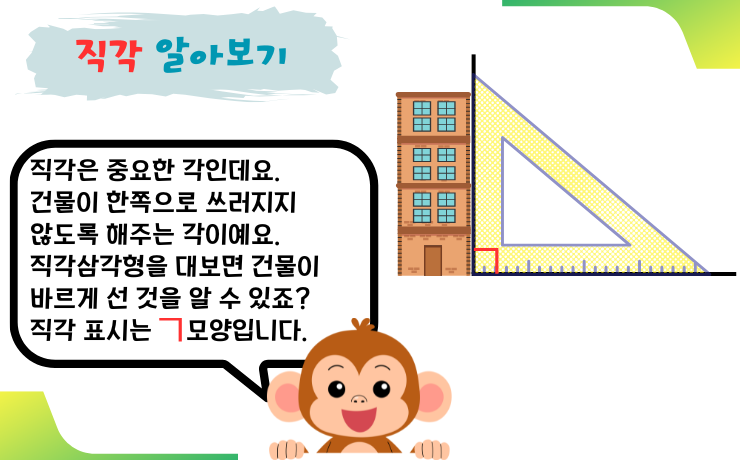 직각 알아보기
직각은 중요한 각인데요.
건물이 한쪽으로 쓰러지지
않도록 해주는 각이예요.
직각삼각형을 대보면 건물이
바르게 선 것을 알 수 있죠?
직각 표시는 ㄱ모양입니다.